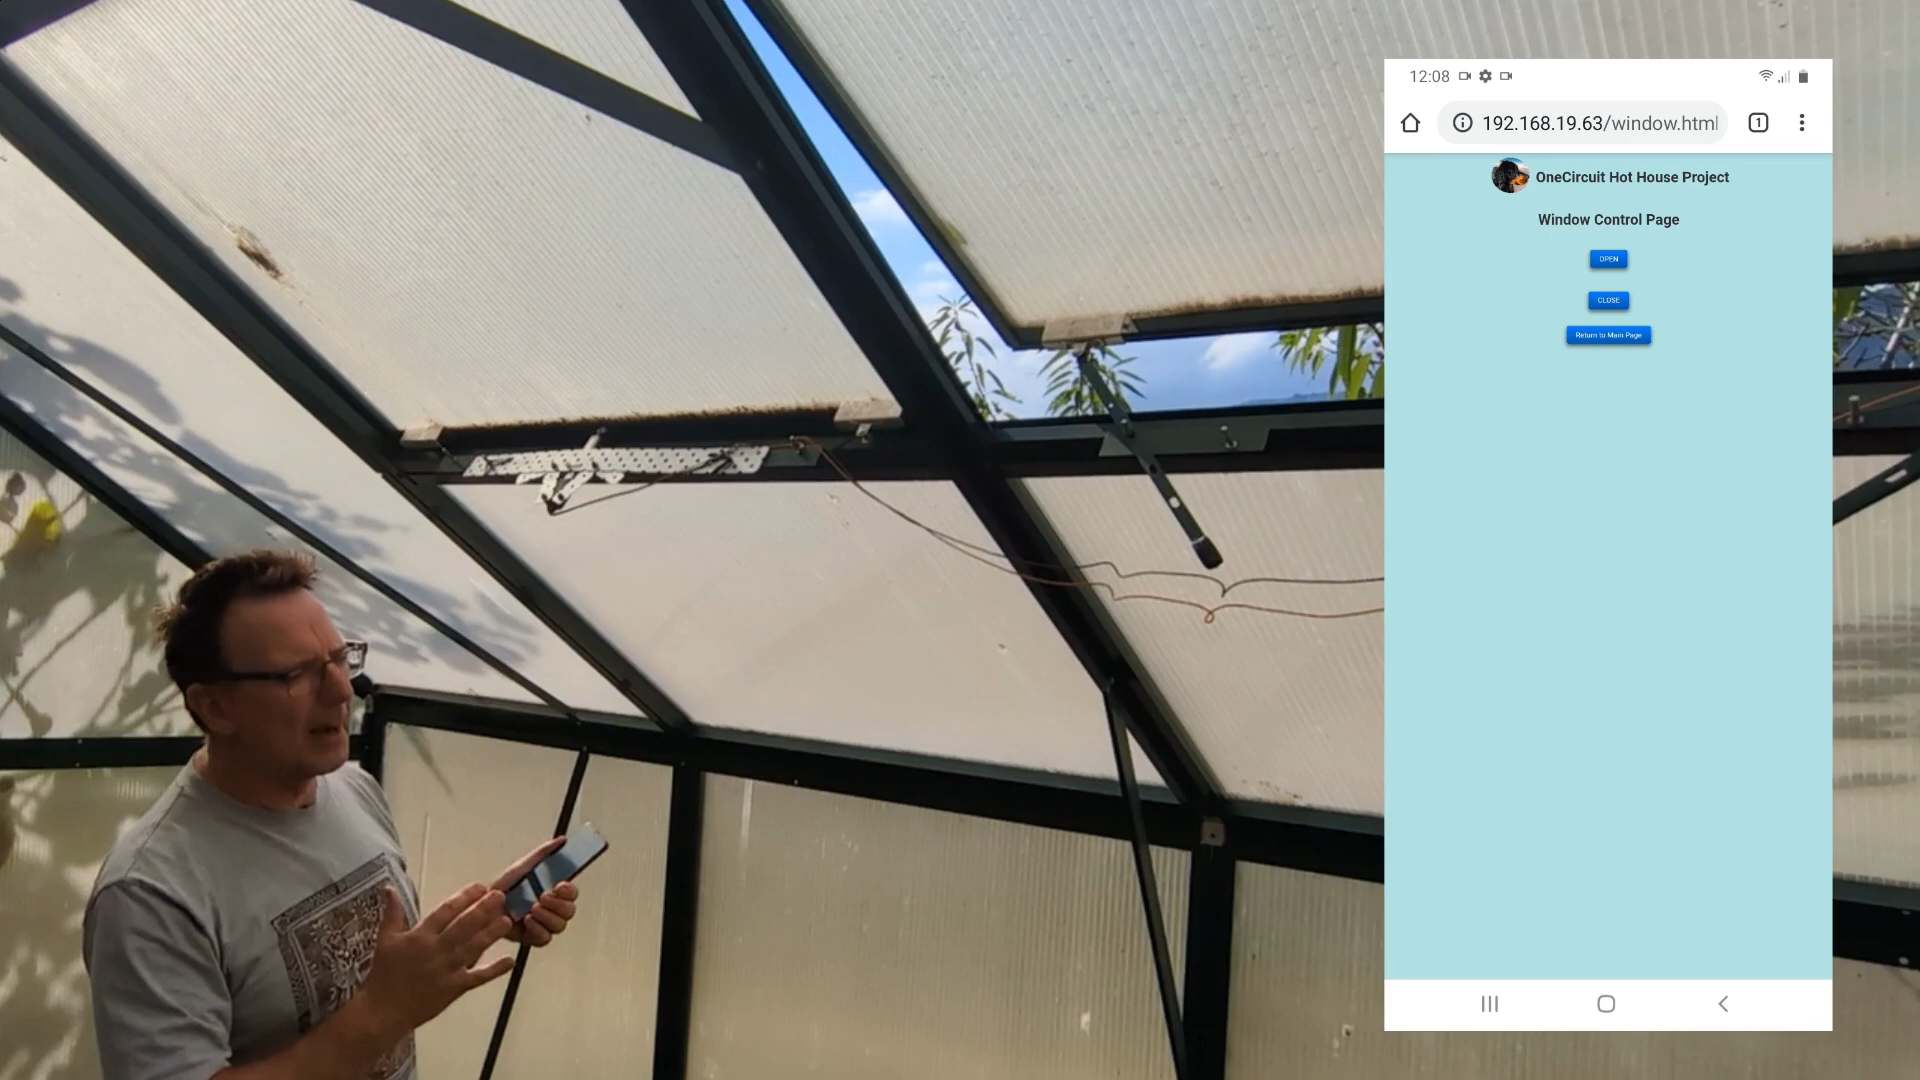 12:08
192.168.19.63/window.html
1
OneCircuit Hot House Project
Window Control Page
OPEN
CLOSE
Return to Main Page